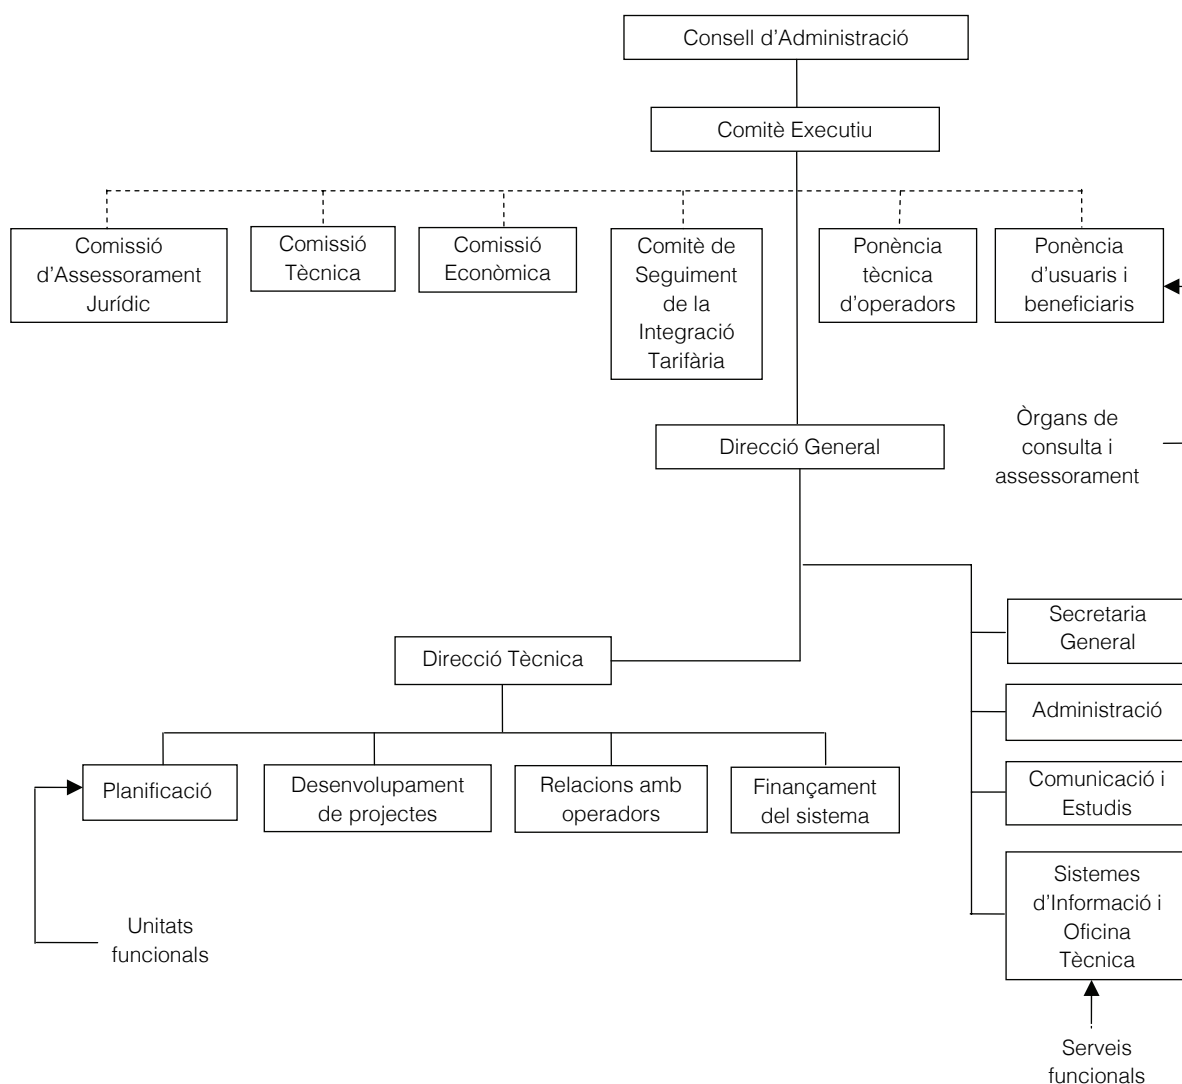 Consell d'Administració
Comitè Executiu
Comissió
d'Assessorament
Jurídic
Comissió
Tècnica
Comissió
Econòmica
Comitè de
Seguiment
de la
Integració
Tarifària
Ponència
tècnica
d'operadors
Ponència
d'usuaris i
beneficiaris
Direcció General
Òrgans de
consulta i
assessorament
Direcció Tècnica
Secretaria
General
Administració
Comunicació i
Estudis
Sistemes
d'Informació i
Oficina
Tècnica
Planificació
Desenvolupament
de projectes
Relacions amb
operadors
Finançament
del sistema
Unitats
funcionals
Serveis
funcionals